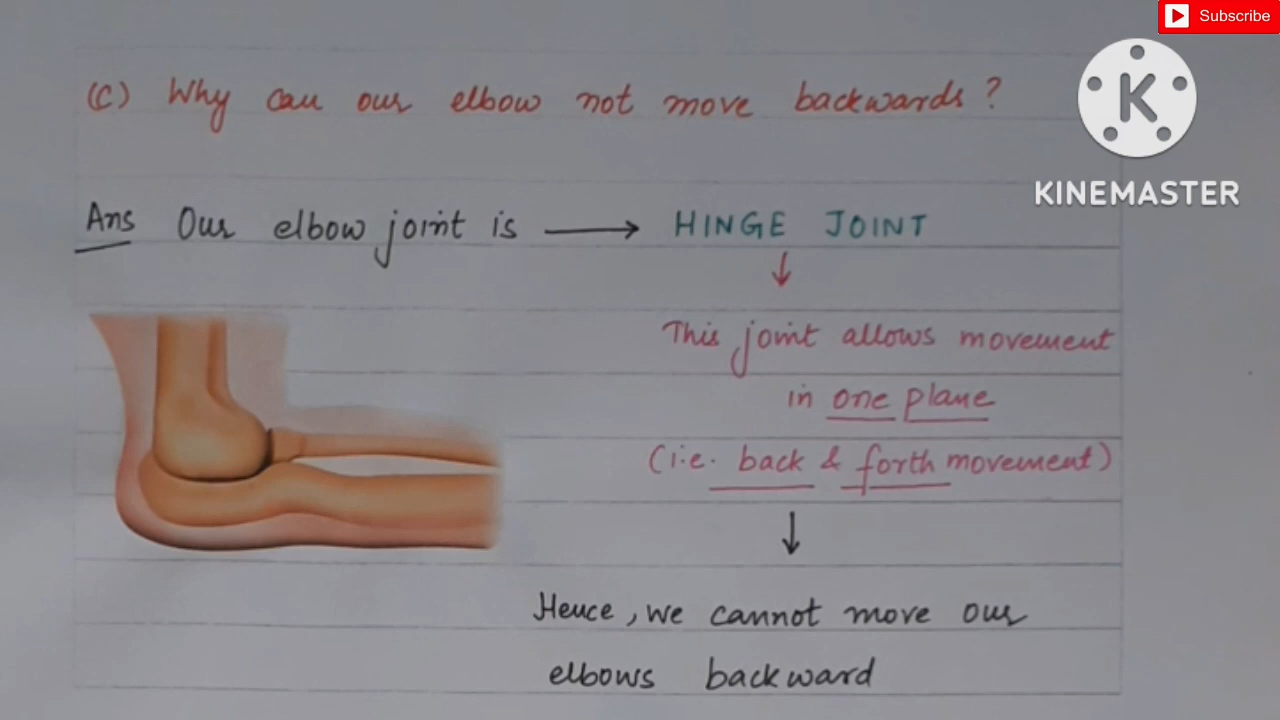 Subscribe
(C) Why can our elbow not move backwards?
K
KINEMASTER
Ans Our elbow joint is → HINGE JOINT
↓
This joint allows movement
in one plane
(i.e. back & forth movement)
↓
Hence, we cannot move our
elbows backward